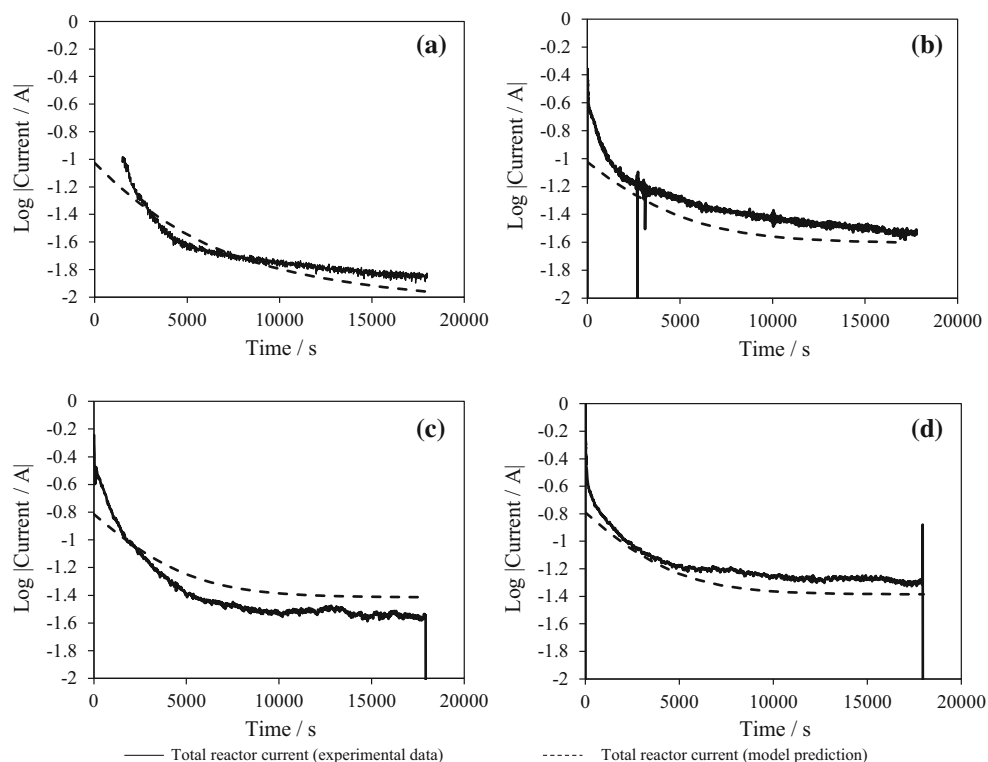 (a)
Log |Current / A|
0
-0.2
-0.4
-0.6
-0.8
-1
-1.2
-1.4
-1.6
-1.8
-2
0 5000 10000 15000 20000
Time / s
(b)
Log |Current / A|
0
-0.2
-0.4
-0.6
-0.8
-1
-1.2
-1.4
-1.6
-1.8
-2
0 5000 10000 15000 20000
Time / s
(c)
Log |Current / A|
0
-0.2
-0.4
-0.6
-0.8
-1
-1.2
-1.4
-1.6
-1.8
-2
0 5000 10000 15000 20000
Time / s
(d)
Log |Current / A|
0
-0.2
-0.4
-0.6
-0.8
-1
-1.2
-1.4
-1.6
-1.8
-2
0 5000 10000 15000 20000
Time / s
Total reactor current (experimental data)
Total reactor current (model prediction)